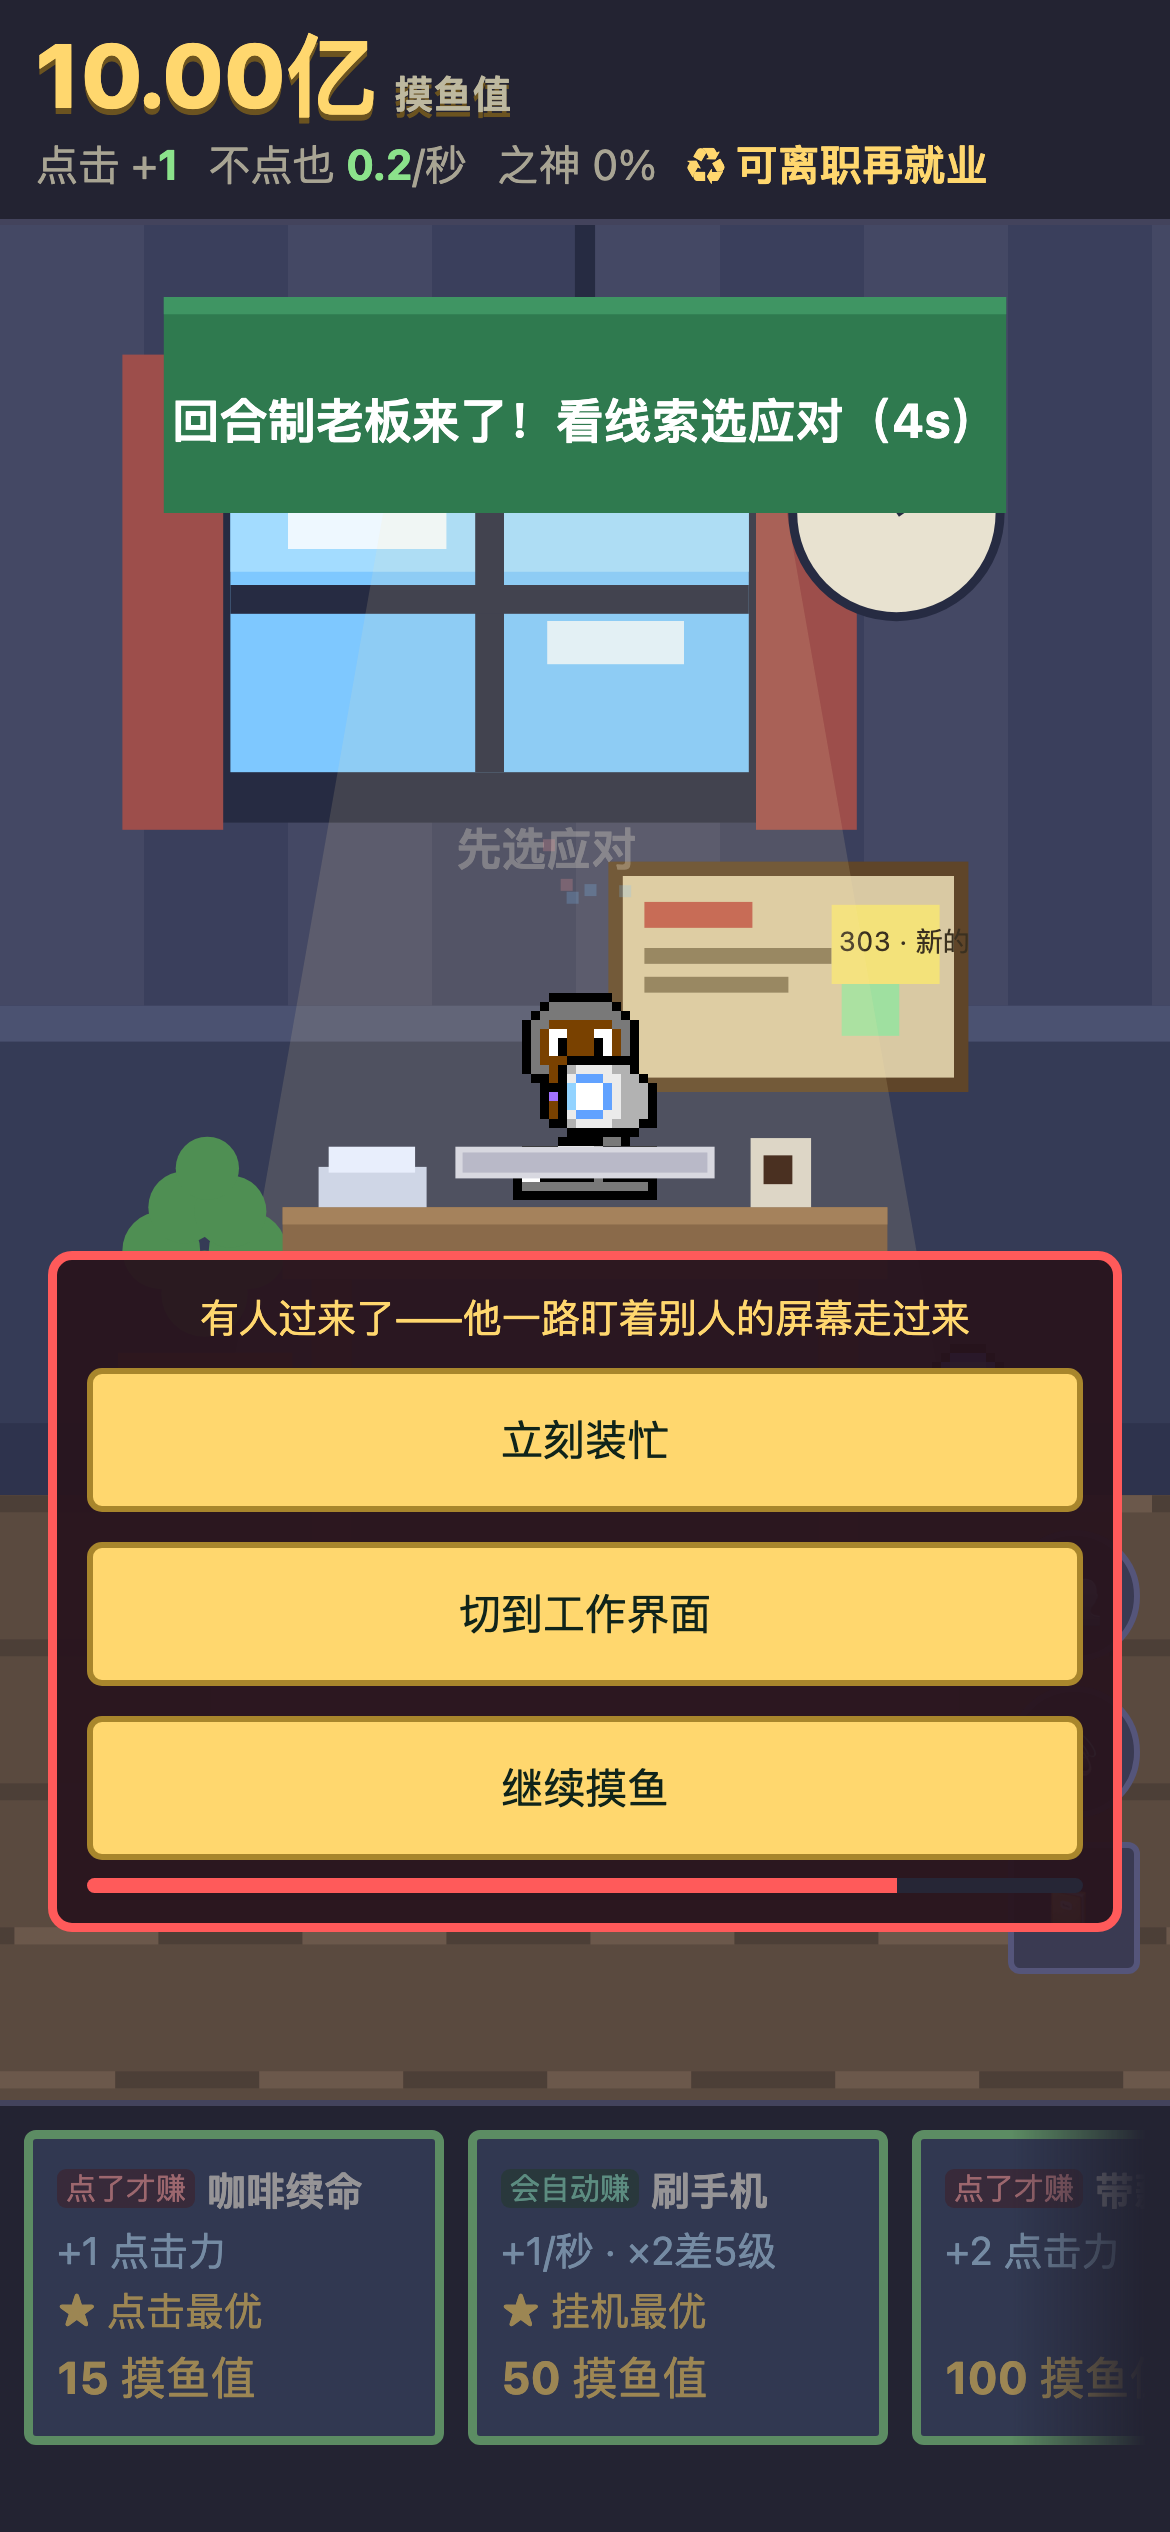 10.00亿 摸鱼值
点击 +1 不点也 0.2/秒 之神 0% ♻ 可离职再就业
回合制老板来了！看线索选应对（4s）
先选应对
303 · 新的
有人过来了——他一路盯着别人的屏幕走过来
立刻装忙
切到工作界面
继续摸鱼
点了才赚 咖啡续命
+1 点击力
★ 点击最优
15 摸鱼值
会自动赚 刷手机
+1/秒 · ×2差5级
★ 挂机最优
50 摸鱼值
点了才赚 带
+2 点击力
100 摸鱼